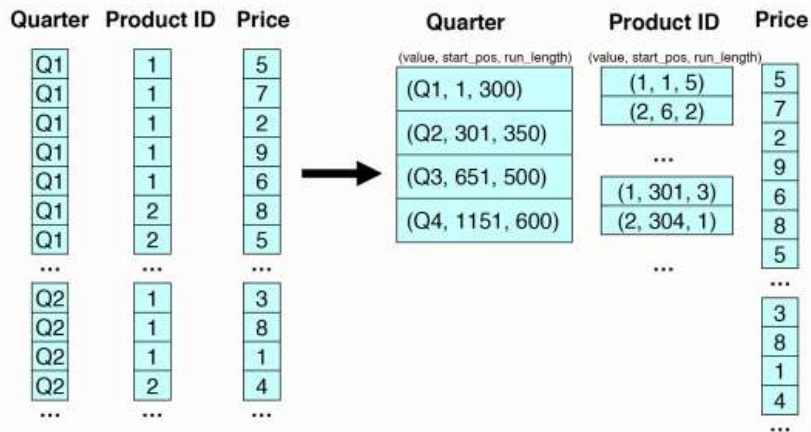 Quarter Product ID Price
Q1 1 5
Q1 1 7
Q1 1 2
Q1 1 9
Q1 1 6
Q1 2 8
Q1 2 5
... ... ...
Q2 1 3
Q2 1 8
Q2 1 1
Q2 2 4
... ... ...
Quarter
(value, start_pos, run_length)
(Q1, 1, 300)
(Q2, 301, 350)
(Q3, 651, 500)
(Q4, 1151, 600)
Product ID
(value, start_pos, run_length)
(1, 1, 5)
(2, 6, 2)
...
(1, 301, 3)
(2, 304, 1)
...
Price
5
7
2
9
6
8
5
...
3
8
1
4
...